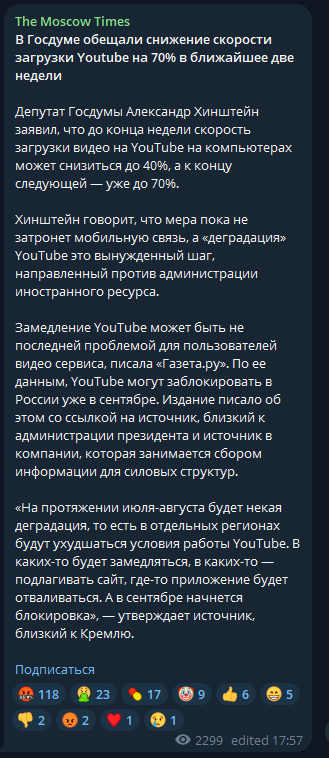 The Moscow Times
В Госдуме обещали снижение скорости
загрузки Youtube на 70% в ближайшее две
недели
Депутат Госдумы Александр Хинштейн
заявил, что до конца недели скорость
загрузки видео на YouTube на компьютерах
может снизиться до 40%, а к концу
следующей — уже до 70%.
Хинштейн говорит, что мера пока не
затронет мобильную связь, а «деградация»
YouTube это вынужденный шаг,
направленный против администрации
иностранного ресурса.
Замедление YouTube может быть не
последней проблемой для пользователей
видео сервиса, писала «Газета.ру». По ее
данным, YouTube могут заблокировать в
России уже в сентябре. Издание писало об
этом со ссылкой на источник, близкий к
администрации президента и источник в
компании, которая занимается сбором
информации для силовых структур.
«На протяжении июля-августа будет некая
деградация, то есть в отдельных регионах
будут ухудшаться условия работы YouTube. В
каких-то будет замедляться, в каких-то —
подлагивать сайт, где-то приложение будет
отваливаться. А в сентябре начнется
блокировка», — утверждает источник,
близкий к Кремлю.
Подписаться
118 23 17 9 6 5
2 2 1 1
2299 edited 17:57